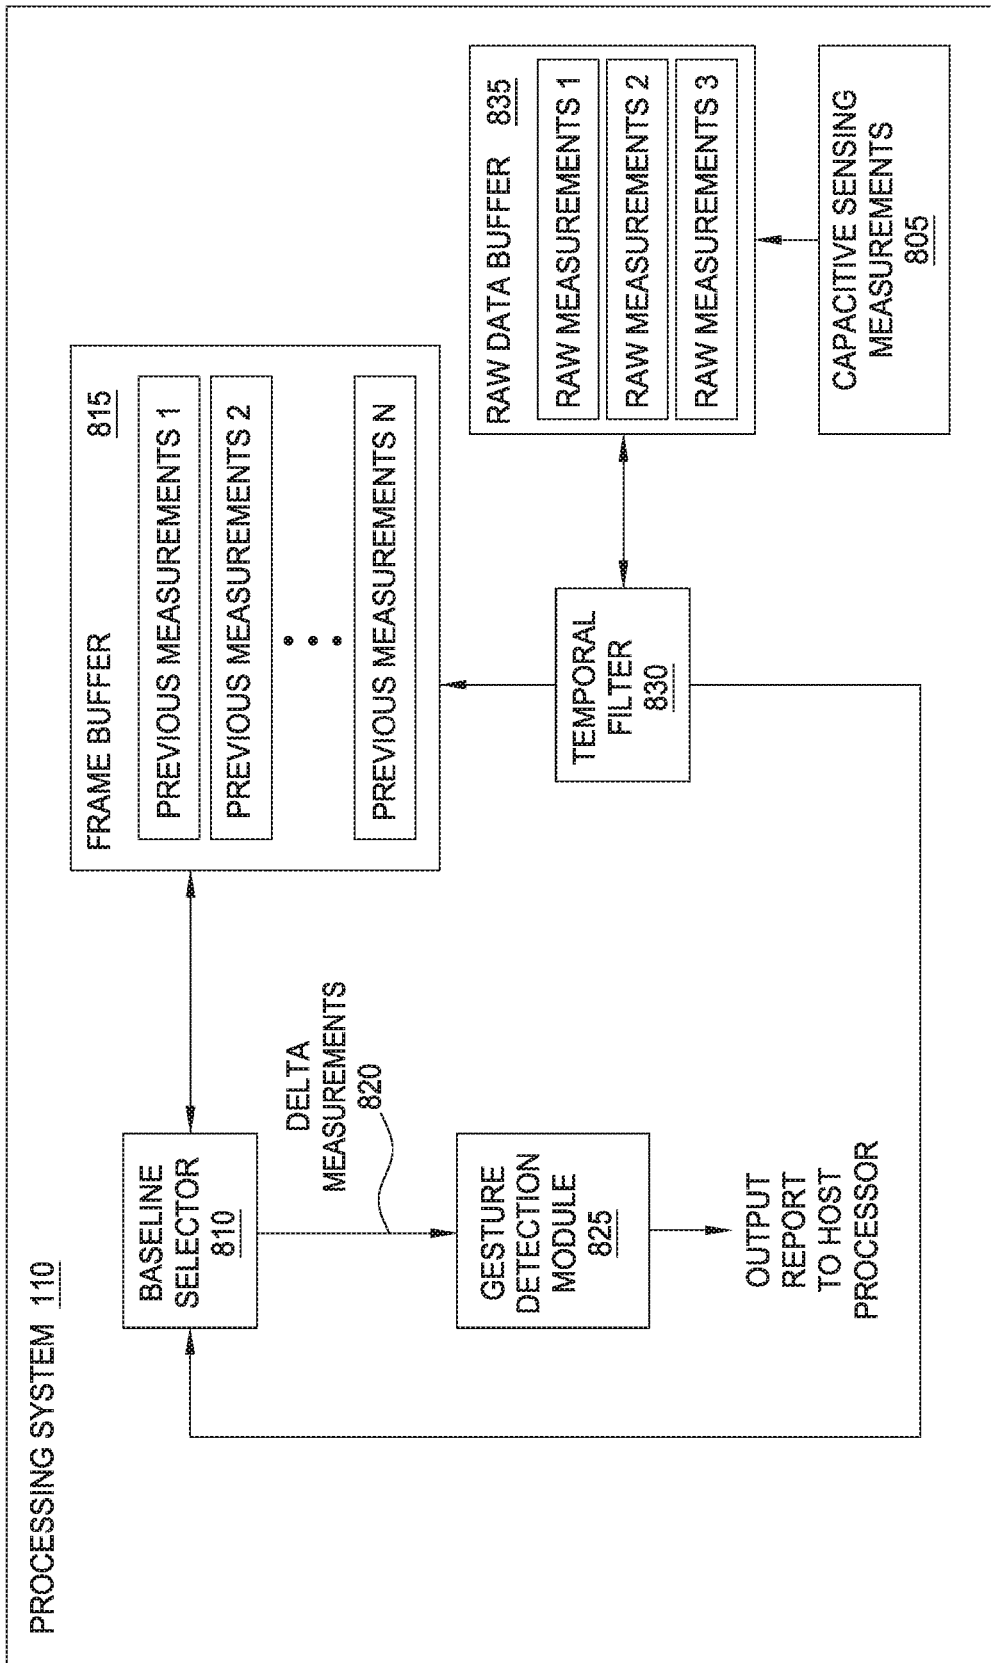 PROCESSING SYSTEM 110
BASELINE
SELECTOR
810
DELTA
MEASUREMENTS
820
GESTURE
DETECTION
MODULE
825
OUTPUT
REPORT
TO HOST
PROCESSOR
FRAME BUFFER 815
PREVIOUS MEASUREMENTS 1
PREVIOUS MEASUREMENTS 2
• • •
PREVIOUS MEASUREMENTS N
TEMPORAL
FILTER
830
RAW DATA BUFFER 835
RAW MEASUREMENTS 1
RAW MEASUREMENTS 2
RAW MEASUREMENTS 3
CAPACITIVE SENSING
MEASUREMENTS
805